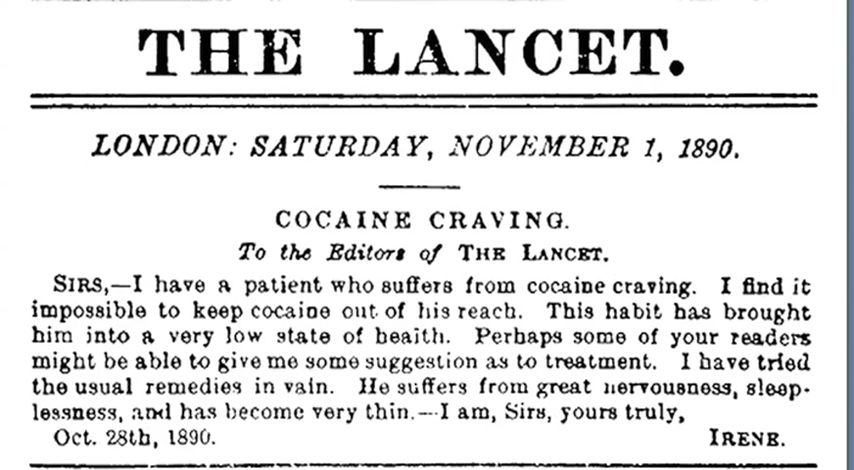 THE LANCET.
LONDON: SATURDAY, NOVEMBER 1, 1890.
COCAINE CRAVING.
To the Editors of THE LANCET.
SIRS,—I have a patient who suffers from cocaine craving. I find it
impossible to keep cocaine out of his reach. This habit has brought
him into a very low state of health. Perhaps some of your readers
might be able to give me some suggestion as to treatment. I have tried
the usual remedies in vain. He suffers from great nervousness, sleep-
lessness, and has become very thin.—I am, Sirs, yours truly,
Oct. 28th, 1890. IRENE.